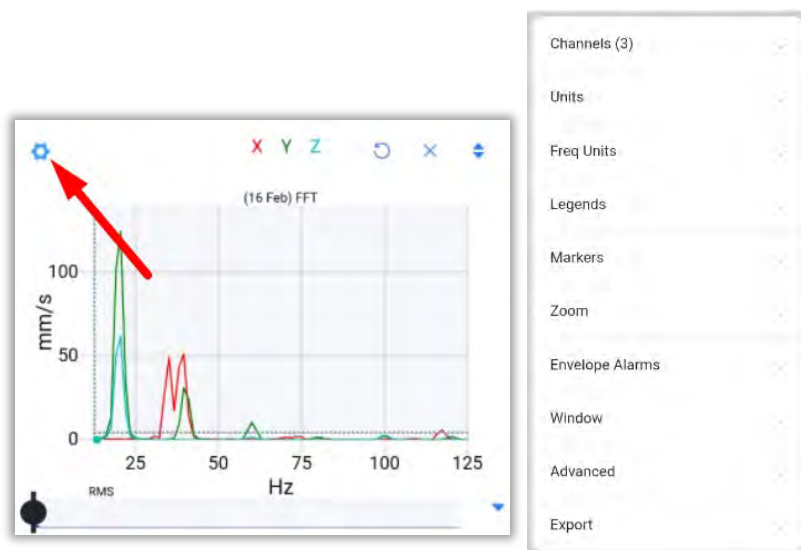 X Y Z
(16 Feb) FFT
100
50
0
mm/s
25 50 75 100 125
Hz
RMS
Channels (3)
Units
Freq Units
Legends
Markers
Zoom
Envelope Alarms
Window
Advanced
Export